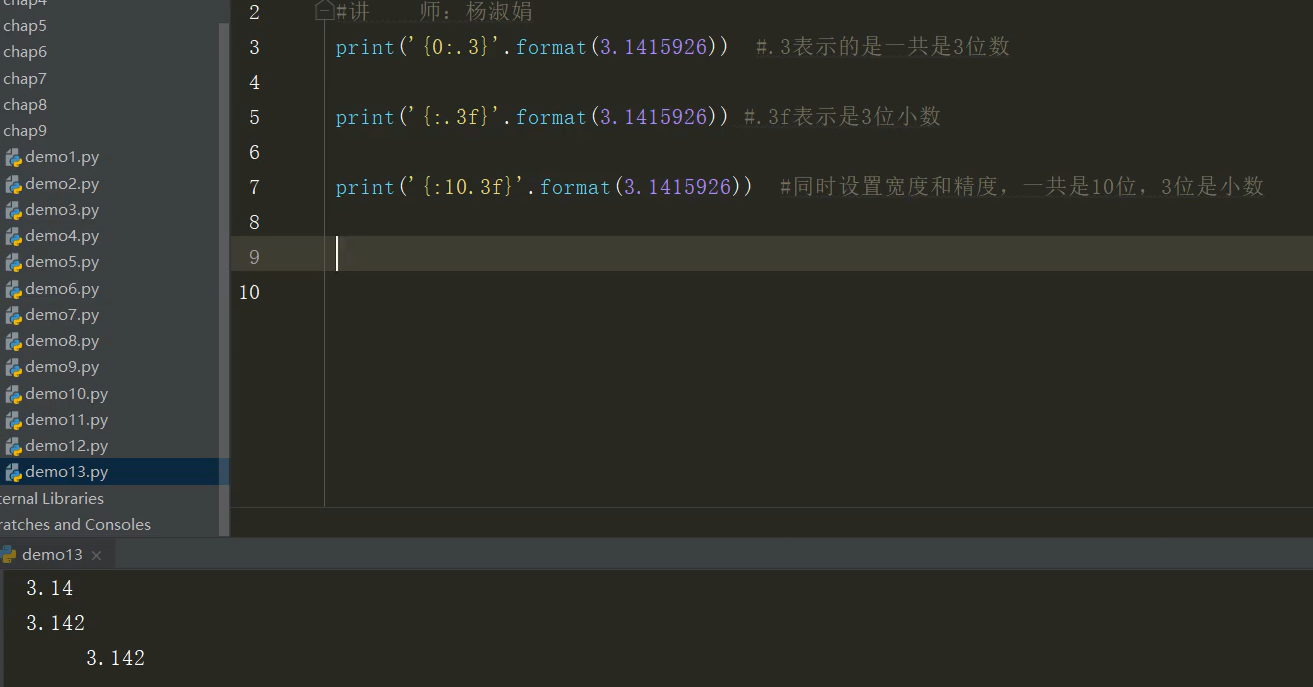 chap4
chap5
chap6
chap7
chap8
chap9
demo1.py
demo2.py
demo3.py
demo4.py
demo5.py
demo6.py
demo7.py
demo8.py
demo9.py
demo10.py
demo11.py
demo12.py
demo13.py
ternal Libraries
ratches and Consoles
2 #讲 师：杨淑娟
3 print('{0:.3}'.format(3.1415926)) #.3表示的是一共是3位数
4
5 print('{:.3f}'.format(3.1415926)) #.3f表示是3位小数
6
7 print('{:10.3f}'.format(3.1415926)) #同时设置宽度和精度，一共是10位，3位是小数
8
9
10
demo13
3.14
3.142
3.142